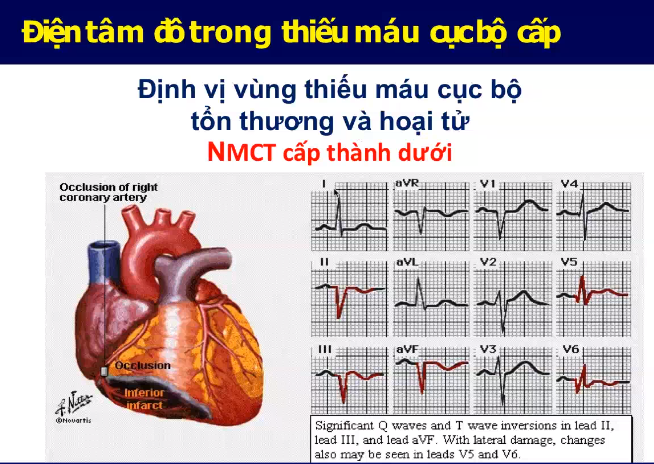 Điện tâm đồ trong thiếu máu cục bộ cấp
Định vị vùng thiếu máu cục bộ
tổn thương và hoại tử
NMCT cấp thành dưới
Occlusion of right
coronary artery
Occlusion
Inferior
infarct
©Novartis
I
aVR
V1
V4
II
aVL
V2
V5
III
aVF
V3
V6
Significant Q waves and T wave inversions in lead II,
lead III, and lead aVF. With lateral damage, changes
also may be seen in leads V5 and V6.